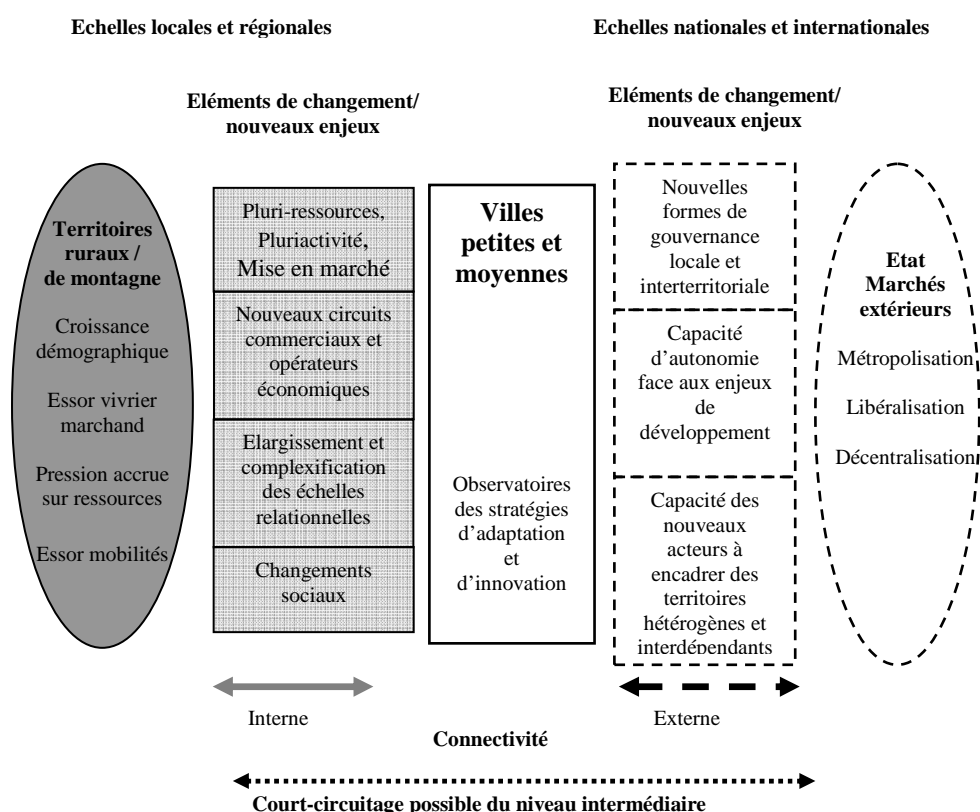 Echelles locales et régionales
Echelles nationales et internationales
Eléments de changement/
nouveaux enjeux
Eléments de changement/
nouveaux enjeux
Territoires
ruraux /
de montagne
Croissance
démographique
Essor vivrier
marchand
Pression accrue
sur ressources
Essor mobilités
Pluri-ressources,
Pluriactivité,
Mise en marché
Nouveaux circuits
commerciaux et
opérateurs
économiques
Elargissement et
complexification
des échelles
relationnelles
Changements
sociaux
Villes
petites et
moyennes
Observatoires
des stratégies
d’adaptation
et
d’innovation
Nouvelles
formes de
gouvernance
locale et
interterritoriale
Capacité
d’autonomie
face aux enjeux
de
développement
Capacité des
nouveaux
acteurs à
encadrer des
territoires
hétérogènes et
interdépendants
Etat
Marchés
extérieurs
Métropolisation
Libéralisation
Décentralisation
Interne
Externe
Connectivité
Court-circuitage possible du niveau intermédiaire